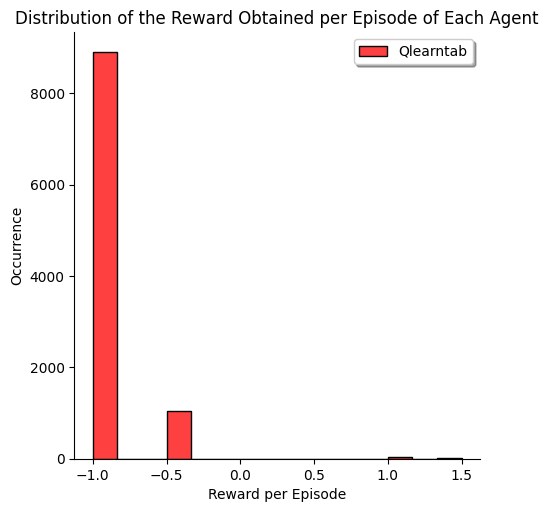 Distribution of the Reward Obtained per Episode of Each Agent
Qlearntab
8000
6000
4000
2000
0
Occurrence
−1.0 −0.5 0.0 0.5 1.0 1.5
Reward per Episode